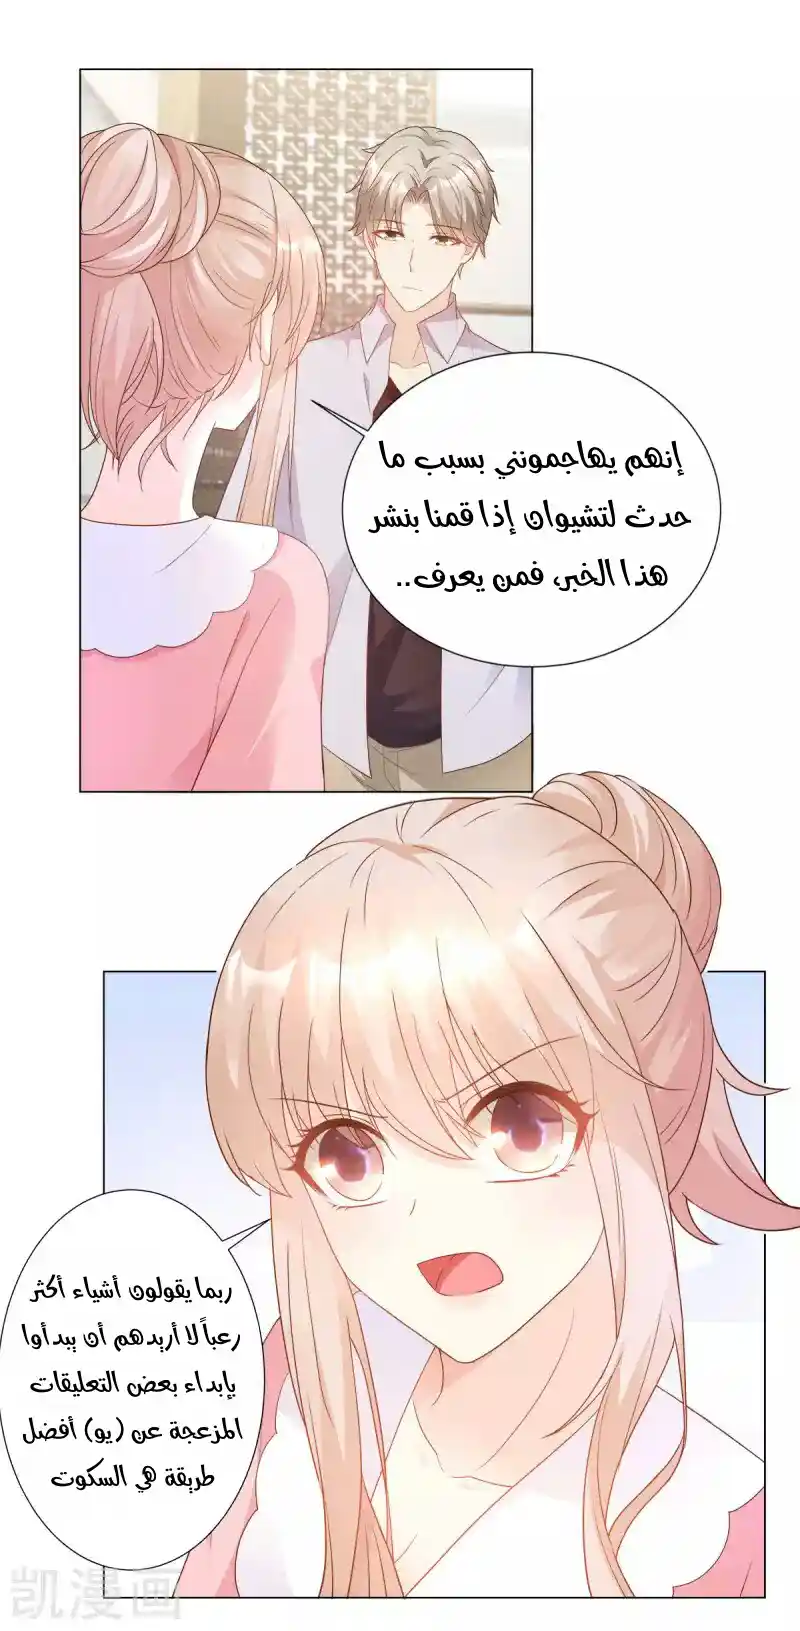 إنهم يهاجمونني بسبب ما
حدث لتشيوان إذا قمنا بنشر
هذا الخبر، فمن يعرف..
ربما يقولون أشياء أكثر
رعباً لا أريدهم أن يبدأوا
بإبداء بعض التعليقات
المزعجة عن (يو) أفضل
طريقة هي السكوت
凯漫画